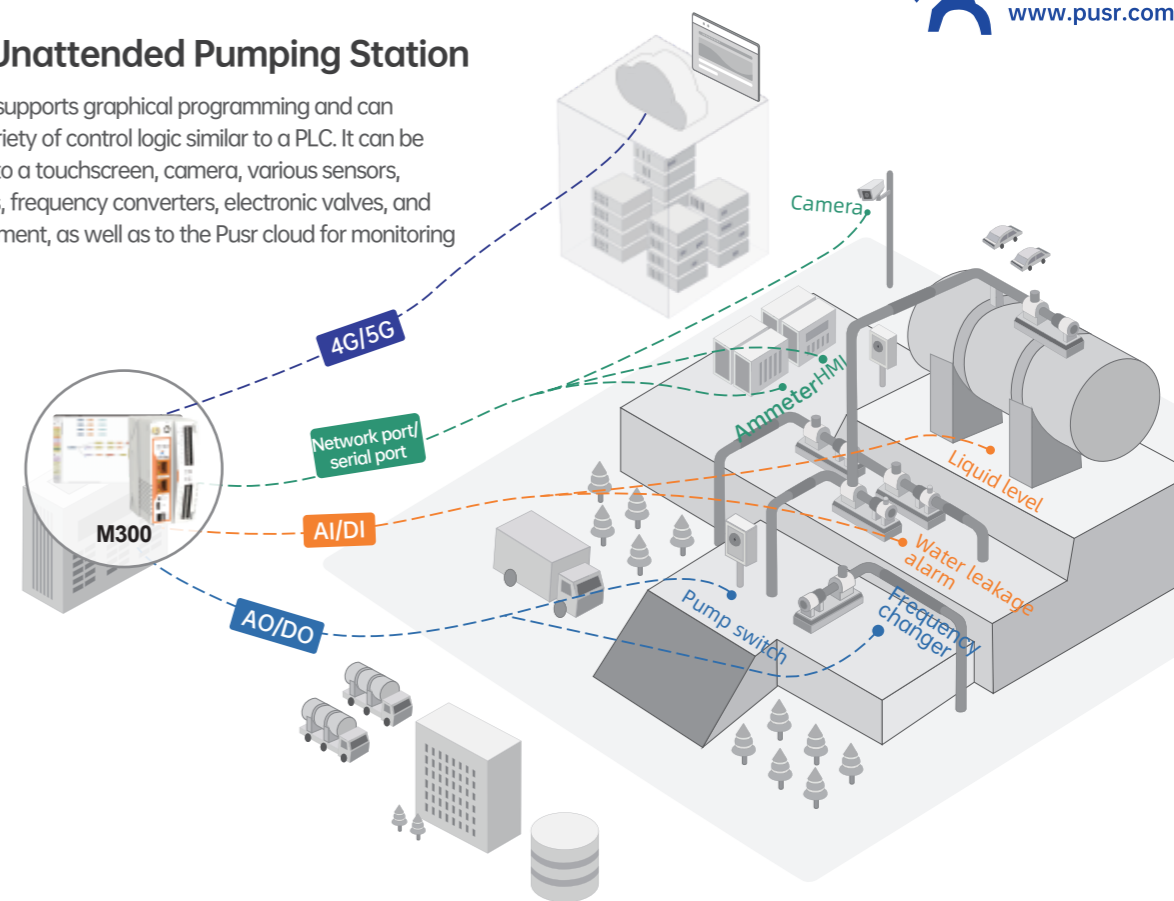 www.pusr.com
Unattended Pumping Station
supports graphical programming and can
riety of control logic similar to a PLC. It can be
to a touchscreen, camera, various sensors,
s, frequency converters, electronic valves, and
ment, as well as to the Pusr cloud for monitoring
Camera
4G/5G
HMI
Ammeter
Network port/
serial port
Liquid level
M300
AI/DI
Water leakage
alarm
AO/DO
Pump switch
Frequency
changer